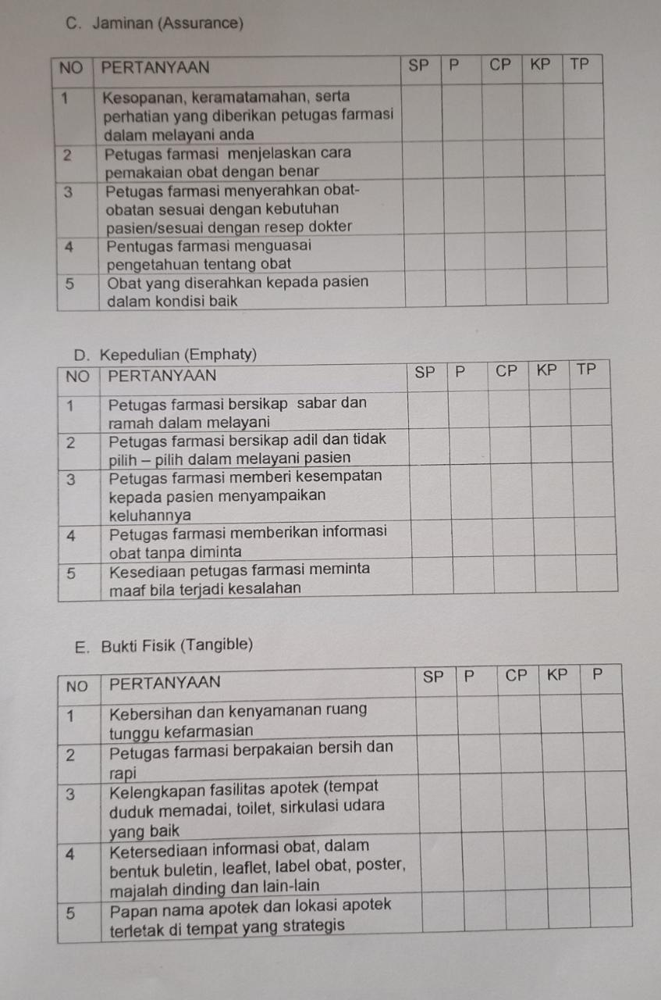 C. Jaminan (Assurance)
NO PERTANYAAN SP P CP KP TP
1 Kesopanan, keramatamahan, serta
perhatian yang diberikan petugas farmasi
dalam melayani anda
2 Petugas farmasi menjelaskan cara
pemakaian obat dengan benar
3 Petugas farmasi menyerahkan obat-
obatan sesuai dengan kebutuhan
pasien/sesuai dengan resep dokter
4 Pentugas farmasi menguasai
pengetahuan tentang obat
5 Obat yang diserahkan kepada pasien
dalam kondisi baik
D. Kepedulian (Emphaty)
NO PERTANYAAN SP P CP KP TP
1 Petugas farmasi bersikap sabar dan
ramah dalam melayani
2 Petugas farmasi bersikap adil dan tidak
pilih – pilih dalam melayani pasien
3 Petugas farmasi memberi kesempatan
kepada pasien menyampaikan
keluhannya
4 Petugas farmasi memberikan informasi
obat tanpa diminta
5 Kesediaan petugas farmasi meminta
maaf bila terjadi kesalahan
E. Bukti Fisik (Tangible)
NO PERTANYAAN SP P CP KP P
1 Kebersihan dan kenyamanan ruang
tunggu kefarmasian
2 Petugas farmasi berpakaian bersih dan
rapi
3 Kelengkapan fasilitas apotek (tempat
duduk memadai, toilet, sirkulasi udara
yang baik
4 Ketersediaan informasi obat, dalam
bentuk buletin, leaflet, label obat, poster,
majalah dinding dan lain-lain
5 Papan nama apotek dan lokasi apotek
terletak di tempat yang strategis